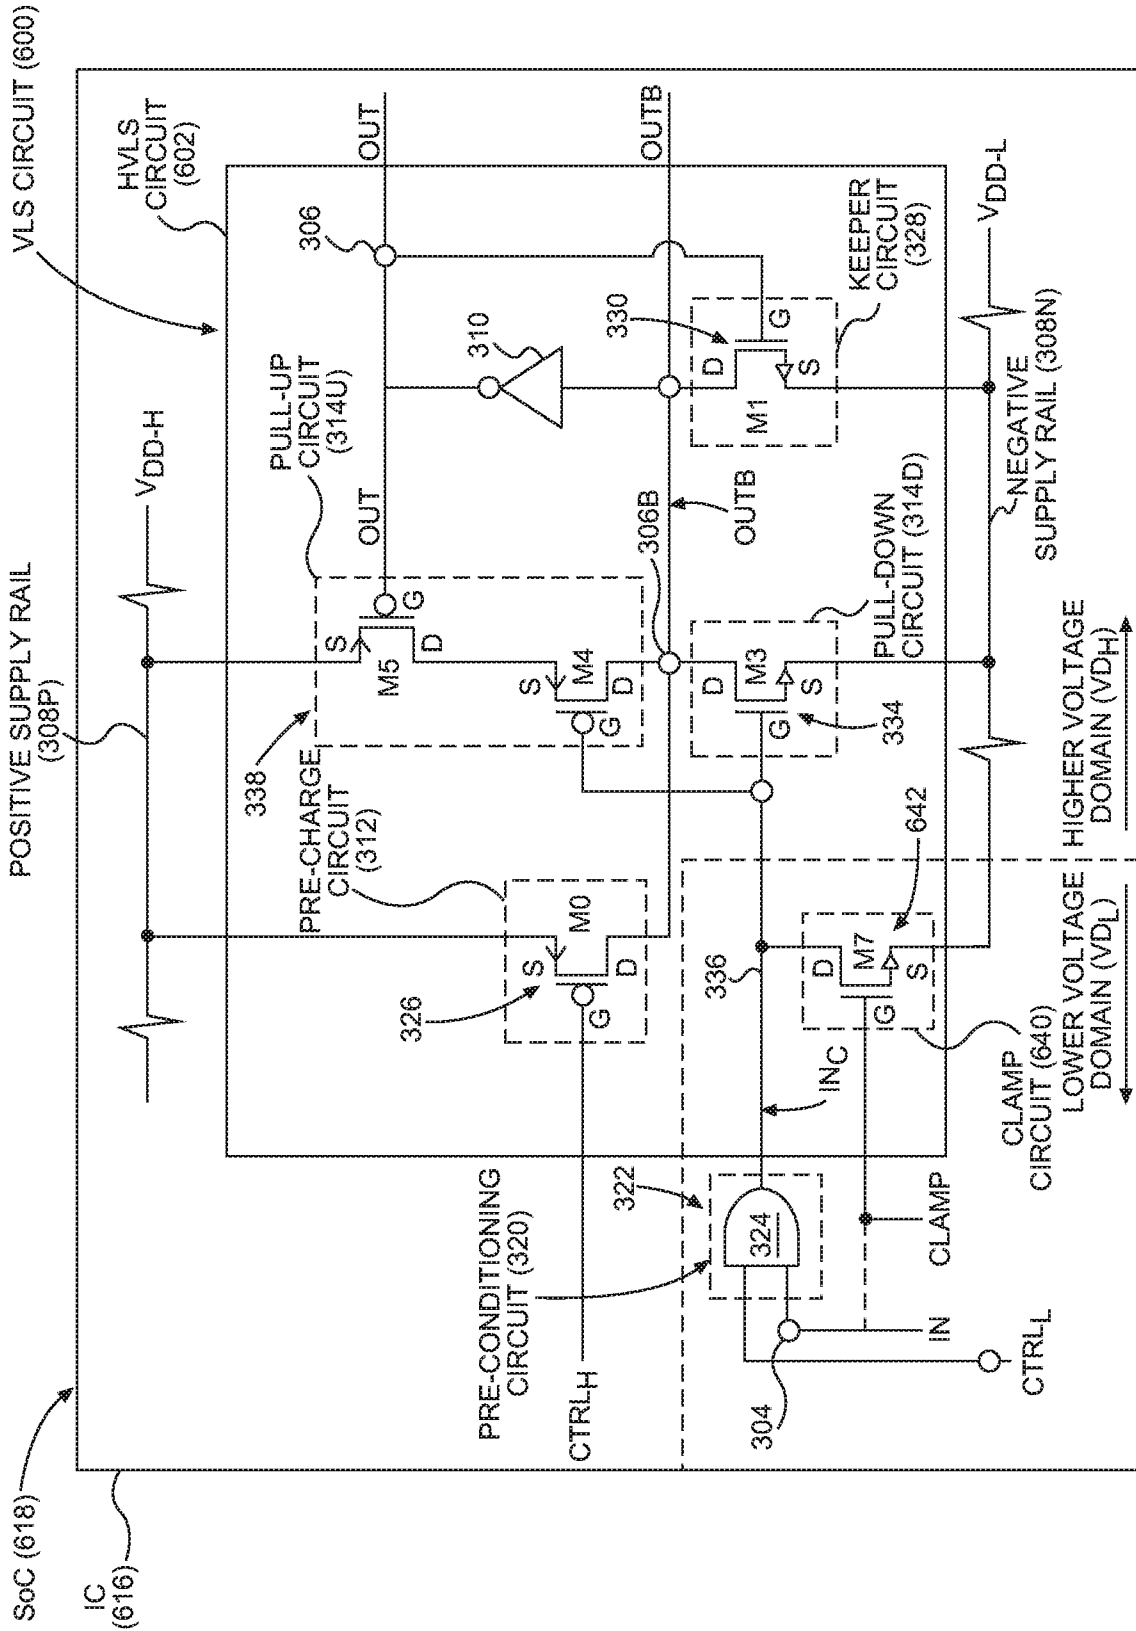 SoC (618)
IC
(616)
VLS CIRCUIT (600)
HVLS
CIRCUIT
(602)
POSITIVE SUPPLY RAIL
(308P)
VDD-H
338
PULL-UP
CIRCUIT
(314U)
PRE-CHARGE
CIRCUIT
(312)
S
M5
G
D
OUT
306
OUT
310
S
M4
D
G
326
S
M0
D
G
306B
OUTB
OUTB
PRE-CONDITIONING
CIRCUIT (320)
CTRLH
322
324
304
IN
CTRLL
CLAMP
INC
336
D
M3
G
S
334
PULL-DOWN
CIRCUIT (314D)
330
D
G
M1
S
KEEPER
CIRCUIT
(328)
D
M7
G
S
642
CLAMP
CIRCUIT (640)
VDD-L
NEGATIVE
SUPPLY RAIL (308N)
LOWER VOLTAGE
DOMAIN (VDL)
HIGHER VOLTAGE
DOMAIN (VDH)